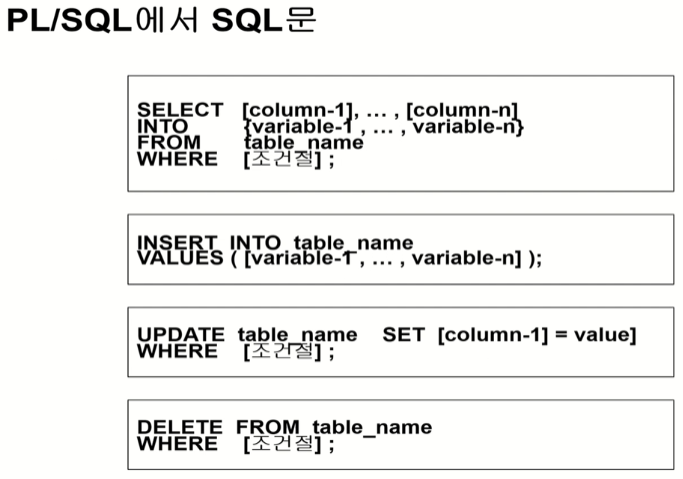 PL/SQL에서 SQL문
SELECT [column-1], ... , [column-n]
INTO {variable-1 , ... , variable-n}
FROM table_name
WHERE [조건절] ;
INSERT INTO table_name
VALUES ( [variable-1 , ... , variable-n] );
UPDATE table_name SET [column-1] = value]
WHERE [조건절] ;
DELETE FROM table_name
WHERE [조건절] ;